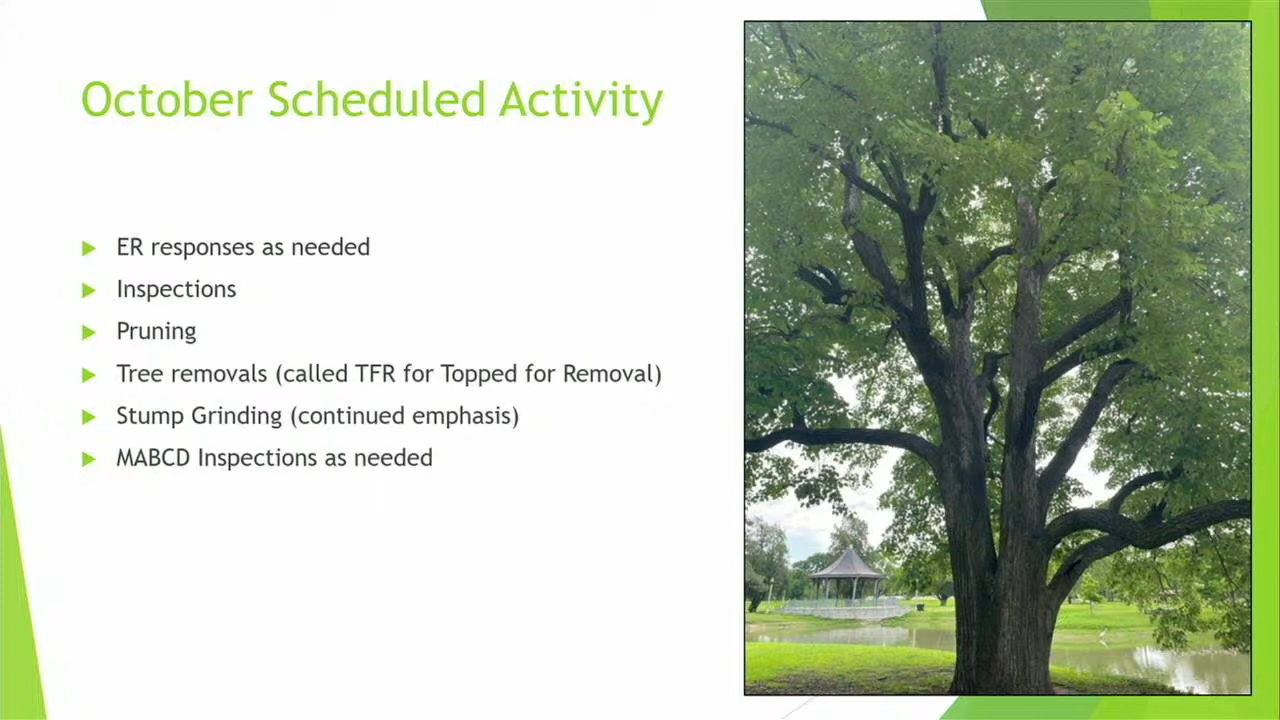 October Scheduled Activity
ER responses as needed
Inspections
Pruning
Tree removals (called TFR for Topped for Removal)
Stump Grinding (continued emphasis)
MABCD Inspections as needed